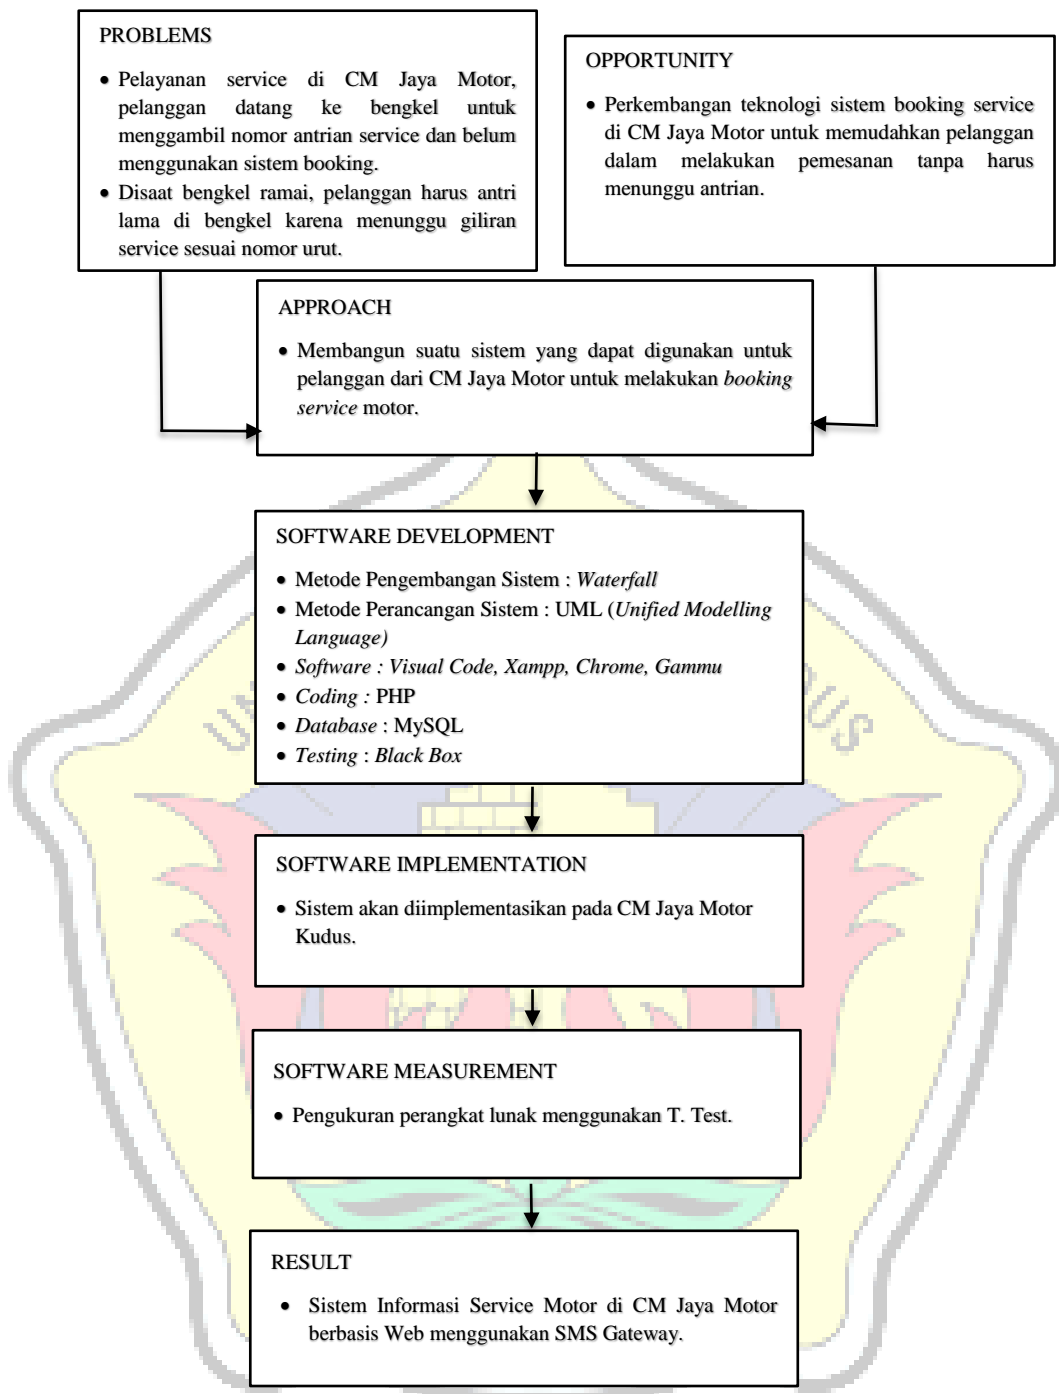 PROBLEMS
• Pelayanan service di CM Jaya Motor,
pelanggan datang ke bengkel untuk
menggambil nomor antrian service dan belum
menggunakan sistem booking.
• Disaat bengkel ramai, pelanggan harus antri
lama di bengkel karena menunggu giliran
service sesuai nomor urut.
OPPORTUNITY
• Perkembangan teknologi sistem booking service
di CM Jaya Motor untuk memudahkan pelanggan
dalam melakukan pemesanan tanpa harus
menunggu antrian.
APPROACH
• Membangun suatu sistem yang dapat digunakan untuk
pelanggan dari CM Jaya Motor untuk melakukan booking
service motor.
SOFTWARE DEVELOPMENT
• Metode Pengembangan Sistem : Waterfall
• Metode Perancangan Sistem : UML (Unified Modelling
Language)
• Software : Visual Code, Xampp, Chrome, Gammu
• Coding : PHP
• Database : MySQL
• Testing : Black Box
SOFTWARE IMPLEMENTATION
• Sistem akan diimplementasikan pada CM Jaya Motor
Kudus.
SOFTWARE MEASUREMENT
• Pengukuran perangkat lunak menggunakan T. Test.
RESULT
• Sistem Informasi Service Motor di CM Jaya Motor
berbasis Web menggunakan SMS Gateway.